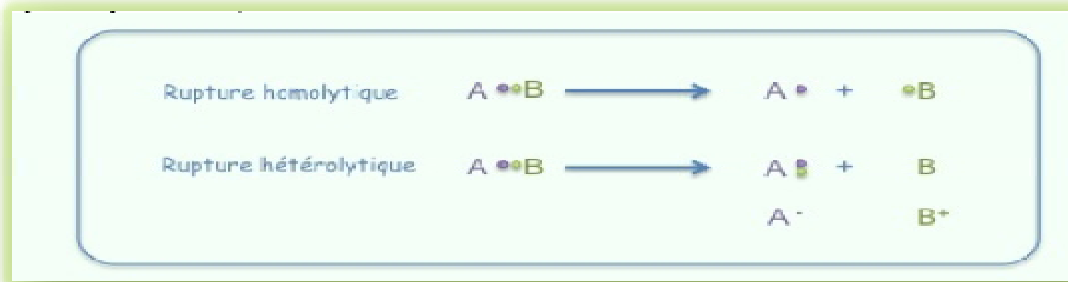 Rupture homolytique A ••B → A • + •B
Rupture hétérolytique A ••B → A : + B
A - B+